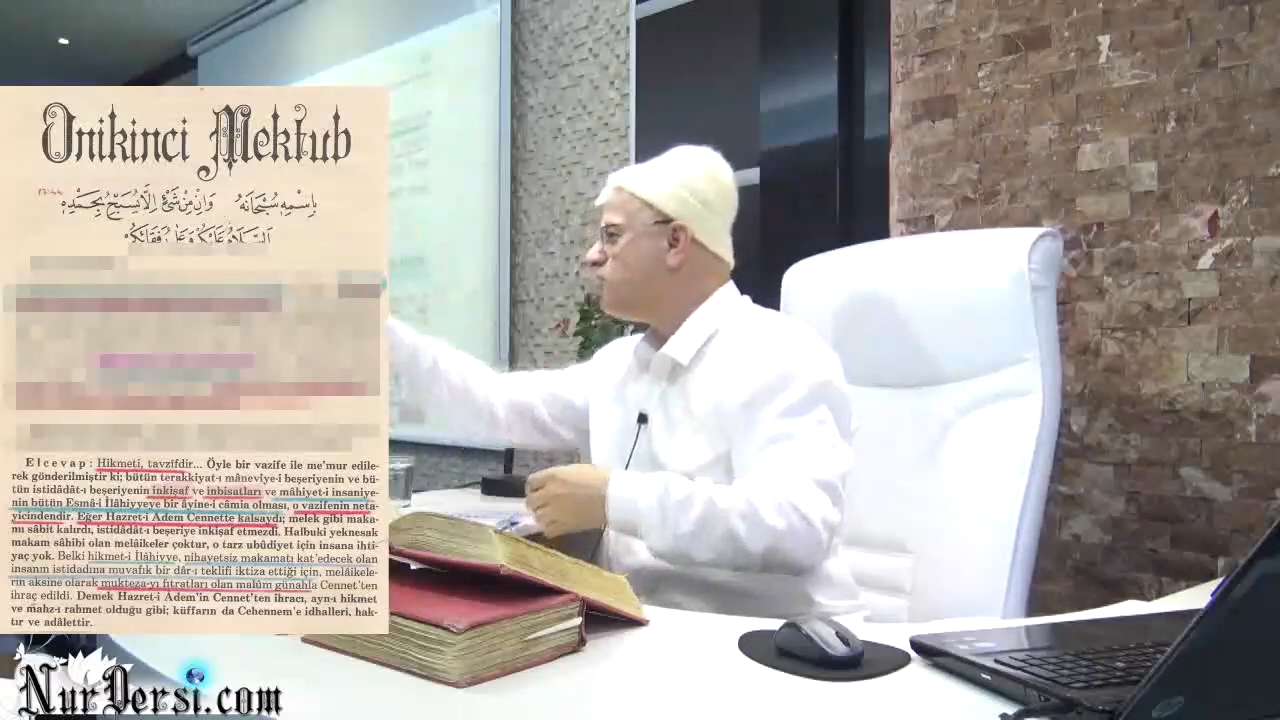 Onikinci Mektub
بِاسْمِهِ سُبْحَانَهُ وَاِنْ مِنْ شَىْءٍ اِلَّا يُسَبِّحُ بِحَمْدِهِ
Elcevap: Hikmeti, tavzifdir... Öyle bir vazife ile me'mur edile-
rek gönderilmiştir ki; bütün terakkiyat-ı mâneviye-i beşeriyenin ve bü-
tün istidâdât-ı beşeriyenin inkişaf ve inbisatları ve mâhiyet-i insaniye-
nin bütün Esmâ-i İlâhiyyeye bir âyine-i câmia olması, o vazifenin neta-
yicindendir. Eğer Hazret-i Âdem Cennette kalsaydı; melek gibi maka-
mı sâbit kalırdı, istidâdât-ı beşeriye inkişaf etmezdi. Halbuki yeknesak
makam sâhibi olan melâikeler çoktur, o tarz ubûdiyet için insana ihti-
yaç yok. Belki hikmet-i İlâhiyye, nihayetsiz makamatı kat'edecek olan
insanın istidadına muvafık bir dâr-ı teklifi iktiza ettiği için, melâikele-
rin aksine olarak mukteza-yı fıtratları olan malûm günahla Cennet'ten
ihraç edildi. Demek Hazret-i Âdem'in Cennet'ten ihracı, ayn-ı hikmet
ve mahz-ı rahmet olduğu gibi; küffarın da Cehennem'e idhalleri, hak-
tır ve adâlettir.
NurDersi.com